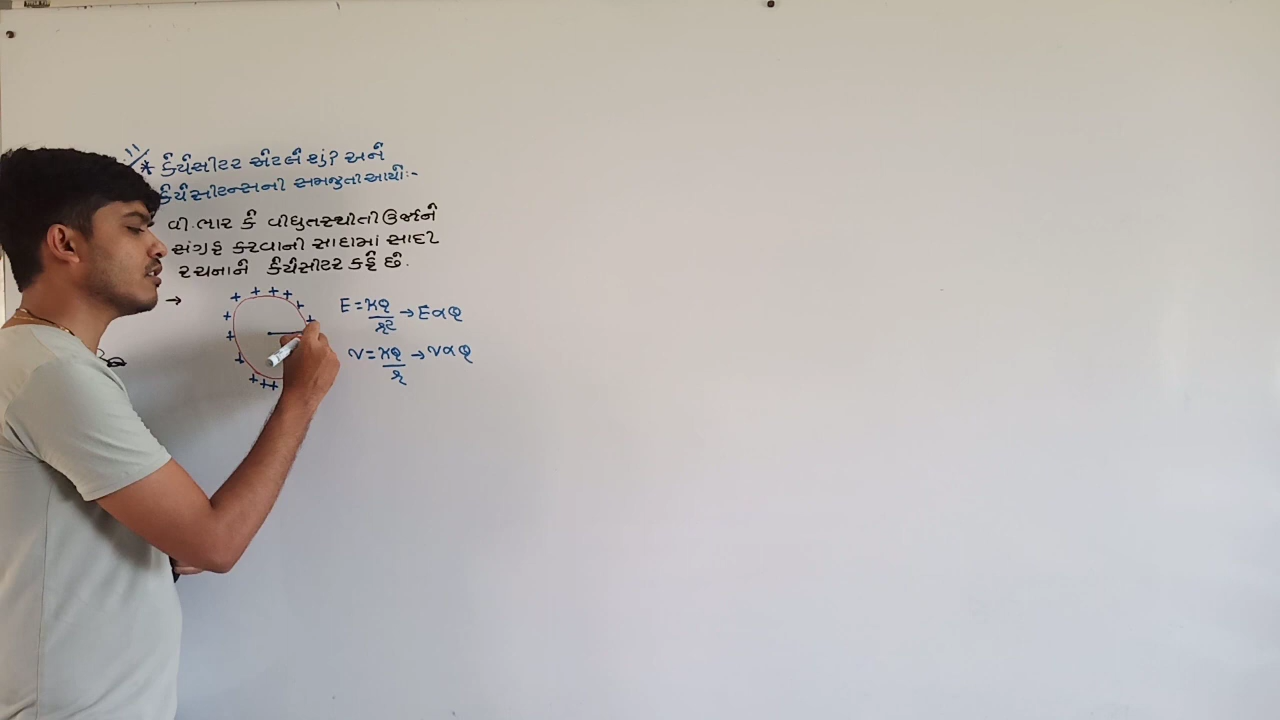 * કેપેસીટર એટલે શું? અને
કેપેસીટન્સની સમજુતી આપો:-
વી.ભાર કે વીધુતસ્થીતી ઉર્જાને
સંગ્રહ કરવાની સાદામાં સાદી
રચનાને કેપેસીટર કહે છે.
→
+ + + + + + + + + + + + +
E = KQ/r² → E α Q
V = KQ/r → V α Q